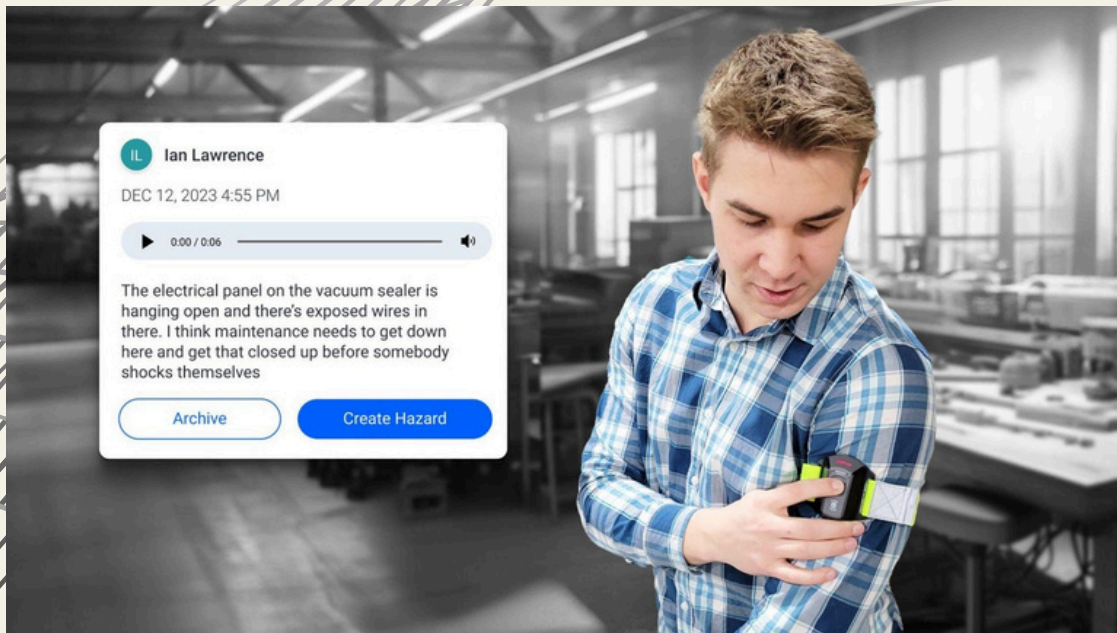 IL Ian Lawrence
DEC 12, 2023 4:55 PM
0:00 / 0:06
The electrical panel on the vacuum sealer is
hanging open and there’s exposed wires in
there. I think maintenance needs to get down
here and get that closed up before somebody
shocks themselves
Archive Create Hazard